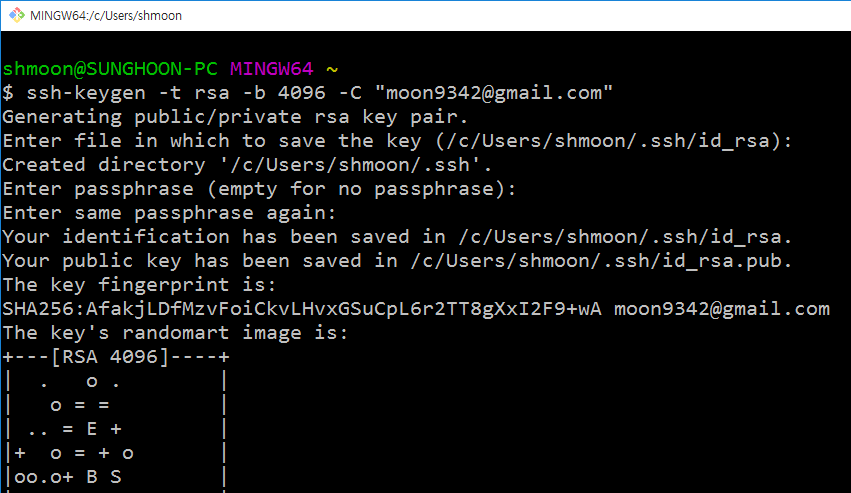 MINGW64:/c/Users/shmoon
shmoon@SUNGHOON-PC MINGW64 ~
$ ssh-keygen -t rsa -b 4096 -C "moon9342@gmail.com"
Generating public/private rsa key pair.
Enter file in which to save the key (/c/Users/shmoon/.ssh/id_rsa):
Created directory '/c/Users/shmoon/.ssh'.
Enter passphrase (empty for no passphrase):
Enter same passphrase again:
Your identification has been saved in /c/Users/shmoon/.ssh/id_rsa.
Your public key has been saved in /c/Users/shmoon/.ssh/id_rsa.pub.
The key fingerprint is:
SHA256:AfakjLDfMzvFoiCkvLHvxGSuCpL6r2TT8gXxI2F9+wA moon9342@gmail.com
The key's randomart image is:
+---[RSA 4096]----+
|  .   o .        |
|   o = =         |
| .. = E +        |
|+  o = + o       |
|oo.o+ B S        |